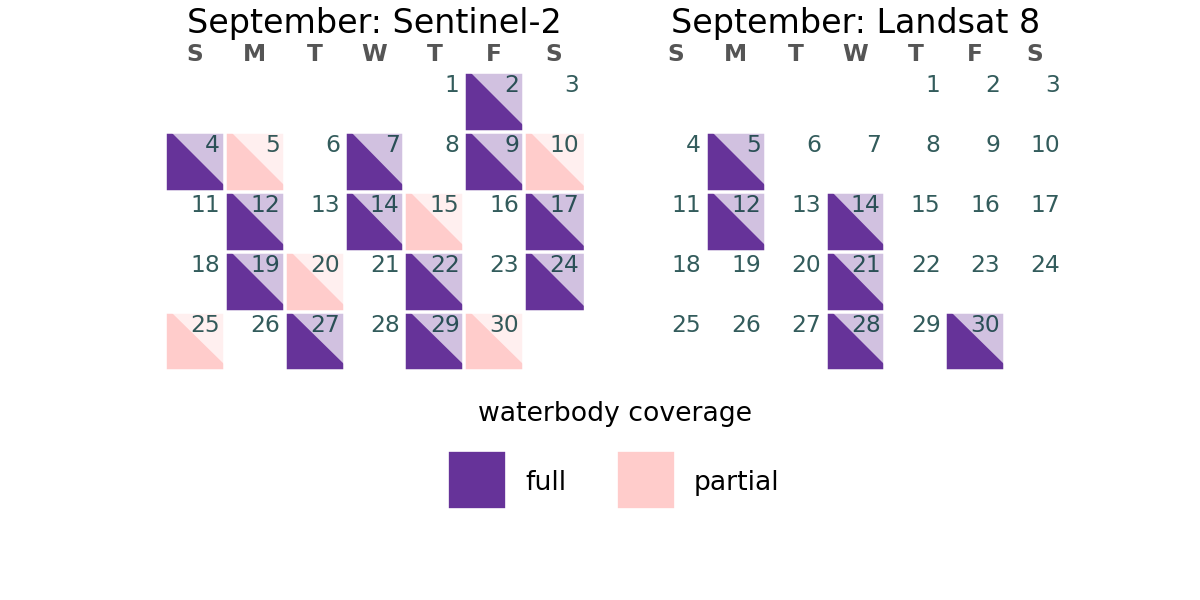 September: Sentinel-2
S M T W T F S
1 2 3
4 5 6 7 8 9 10
11 12 13 14 15 16 17
18 19 20 21 22 23 24
25 26 27 28 29 30
September: Landsat 8
S M T W T F S
1 2 3
4 5 6 7 8 9 10
11 12 13 14 15 16 17
18 19 20 21 22 23 24
25 26 27 28 29 30
waterbody coverage
full partial